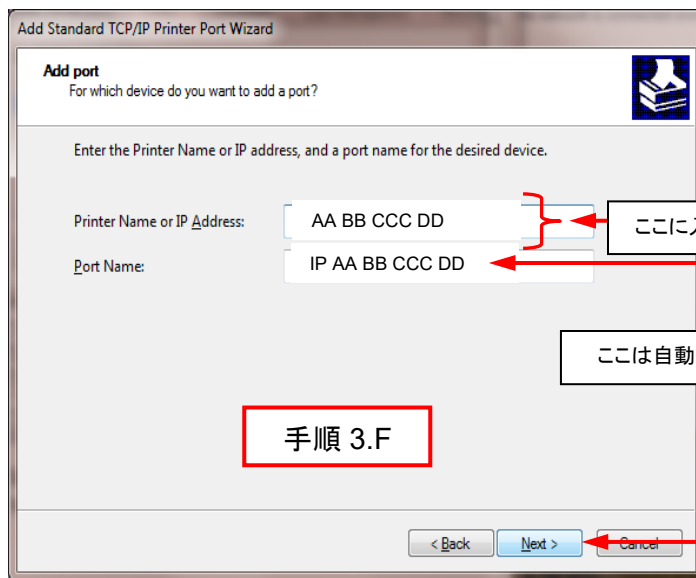 Add Standard TCP/IP Printer Port Wizard
Add port
For which device do you want to add a port?
Enter the Printer Name or IP address, and a port name for the desired device.
Printer Name or IP Address:
AA BB CCC DD
ここに
Port Name:
IP AA BB CCC DD
ここは自動
手順 3.F
< Back
Next >
Cancel